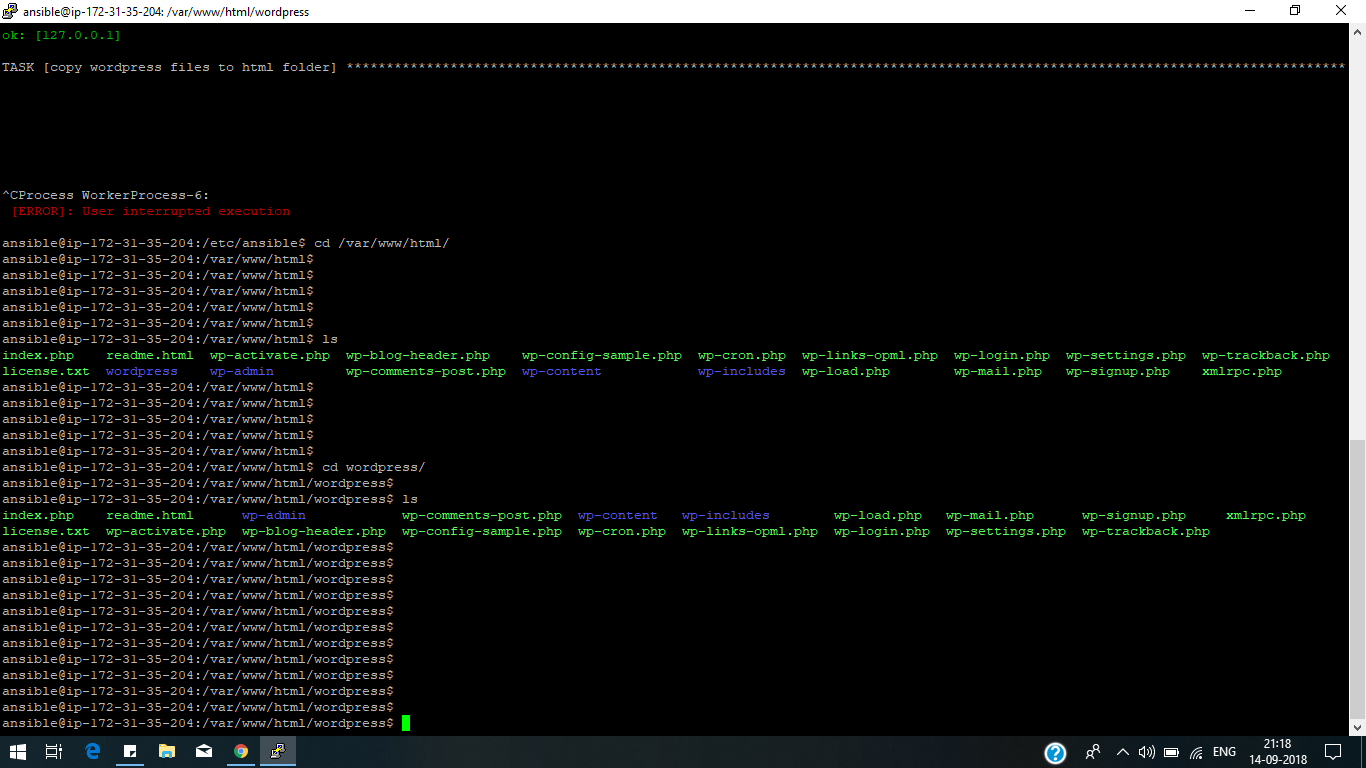 ansible@ip-172-31-35-204: /var/www/html/wordpress
ok: [127.0.0.1]
TASK [copy wordpress files to html folder] *********************************************************************************************************************************
^CProcess WorkerProcess-6:
[ERROR]: User interrupted execution
ansible@ip-172-31-35-204:/etc/ansible$ cd /var/www/html/
ansible@ip-172-31-35-204:/var/www/html$
ansible@ip-172-31-35-204:/var/www/html$
ansible@ip-172-31-35-204:/var/www/html$
ansible@ip-172-31-35-204:/var/www/html$
ansible@ip-172-31-35-204:/var/www/html$
ansible@ip-172-31-35-204:/var/www/html$ ls
index.php readme.html wp-activate.php wp-blog-header.php wp-config-sample.php wp-cron.php wp-links-opml.php wp-login.php wp-settings.php wp-trackback.php
license.txt wordpress wp-admin wp-comments-post.php wp-content wp-includes wp-load.php wp-mail.php wp-signup.php xmlrpc.php
ansible@ip-172-31-35-204:/var/www/html$
ansible@ip-172-31-35-204:/var/www/html$
ansible@ip-172-31-35-204:/var/www/html$
ansible@ip-172-31-35-204:/var/www/html$
ansible@ip-172-31-35-204:/var/www/html$
ansible@ip-172-31-35-204:/var/www/html$ cd wordpress/
ansible@ip-172-31-35-204:/var/www/html/wordpress$
ansible@ip-172-31-35-204:/var/www/html/wordpress$ ls
index.php readme.html wp-admin wp-comments-post.php wp-content wp-includes wp-load.php wp-mail.php wp-signup.php xmlrpc.php
license.txt wp-activate.php wp-blog-header.php wp-config-sample.php wp-cron.php wp-links-opml.php wp-login.php wp-settings.php wp-trackback.php
ansible@ip-172-31-35-204:/var/www/html/wordpress$
ansible@ip-172-31-35-204:/var/www/html/wordpress$
ansible@ip-172-31-35-204:/var/www/html/wordpress$
ansible@ip-172-31-35-204:/var/www/html/wordpress$
ansible@ip-172-31-35-204:/var/www/html/wordpress$
ansible@ip-172-31-35-204:/var/www/html/wordpress$
ansible@ip-172-31-35-204:/var/www/html/wordpress$
ansible@ip-172-31-35-204:/var/www/html/wordpress$
ansible@ip-172-31-35-204:/var/www/html/wordpress$
ansible@ip-172-31-35-204:/var/www/html/wordpress$
ansible@ip-172-31-35-204:/var/www/html/wordpress$
ansible@ip-172-31-35-204:/var/www/html/wordpress$
ENG
21:18
14-09-2018